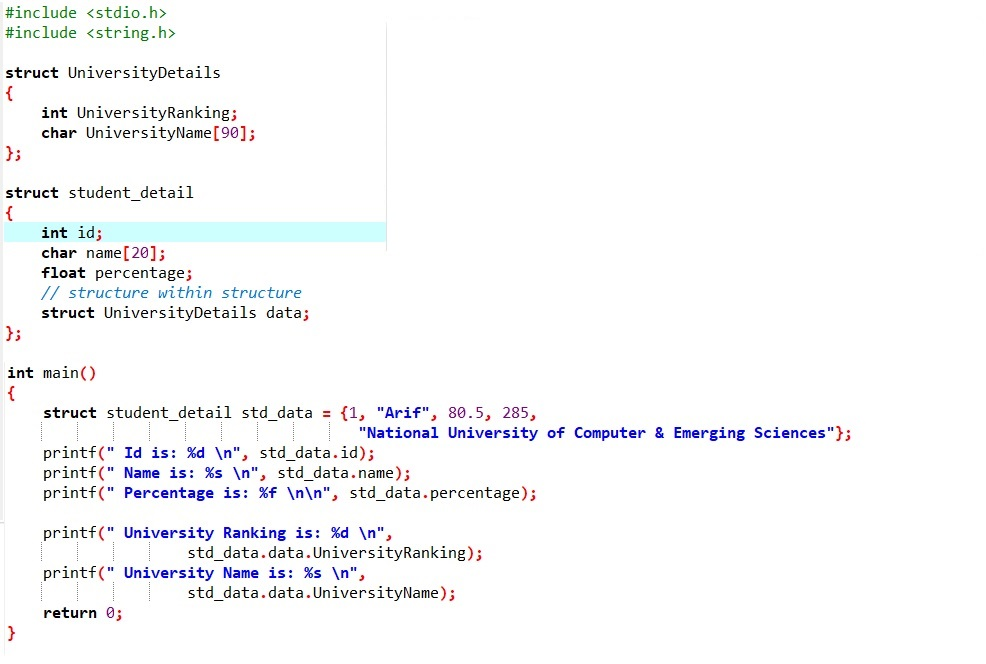 #include <stdio.h>
#include <string.h>
struct UniversityDetails
{
int UniversityRanking;
char UniversityName[90];
};
struct student_detail
{
int id;
char name[20];
float percentage;
// structure within structure
struct UniversityDetails data;
};
int main()
{
struct student_detail std_data = {1, "Arif", 80.5, 285,
"National University of Computer & Emerging Sciences"};
printf(" Id is: %d \n", std_data.id);
printf(" Name is: %s \n", std_data.name);
printf(" Percentage is: %f \n\n", std_data.percentage);
printf(" University Ranking is: %d \n",
std_data.data.UniversityRanking);
printf(" University Name is: %s \n",
std_data.data.UniversityName);
return 0;
}